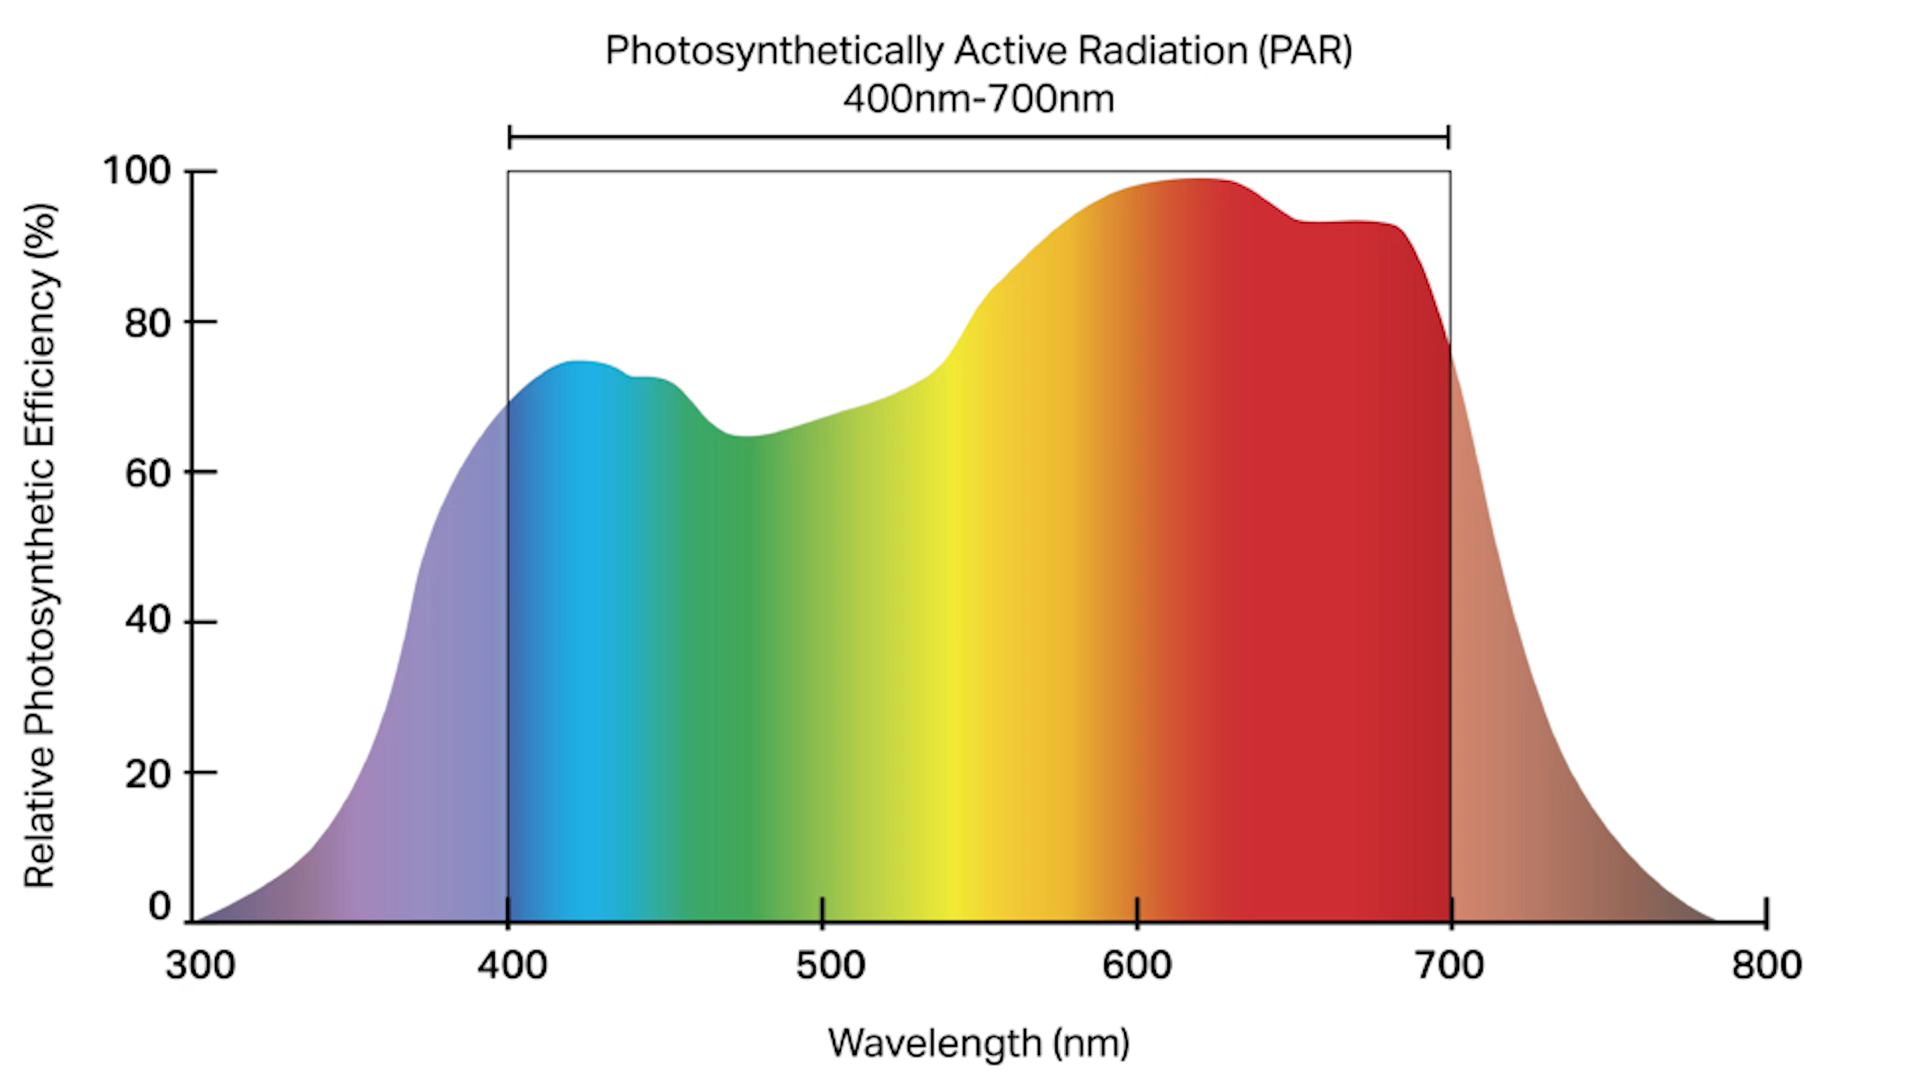 Photosynthetically Active Radiation (PAR)
400nm-700nm
Relative Photosynthetic Efficiency (%)
100
80
60
40
20
0
300 400 500 600 700 800
Wavelength (nm)